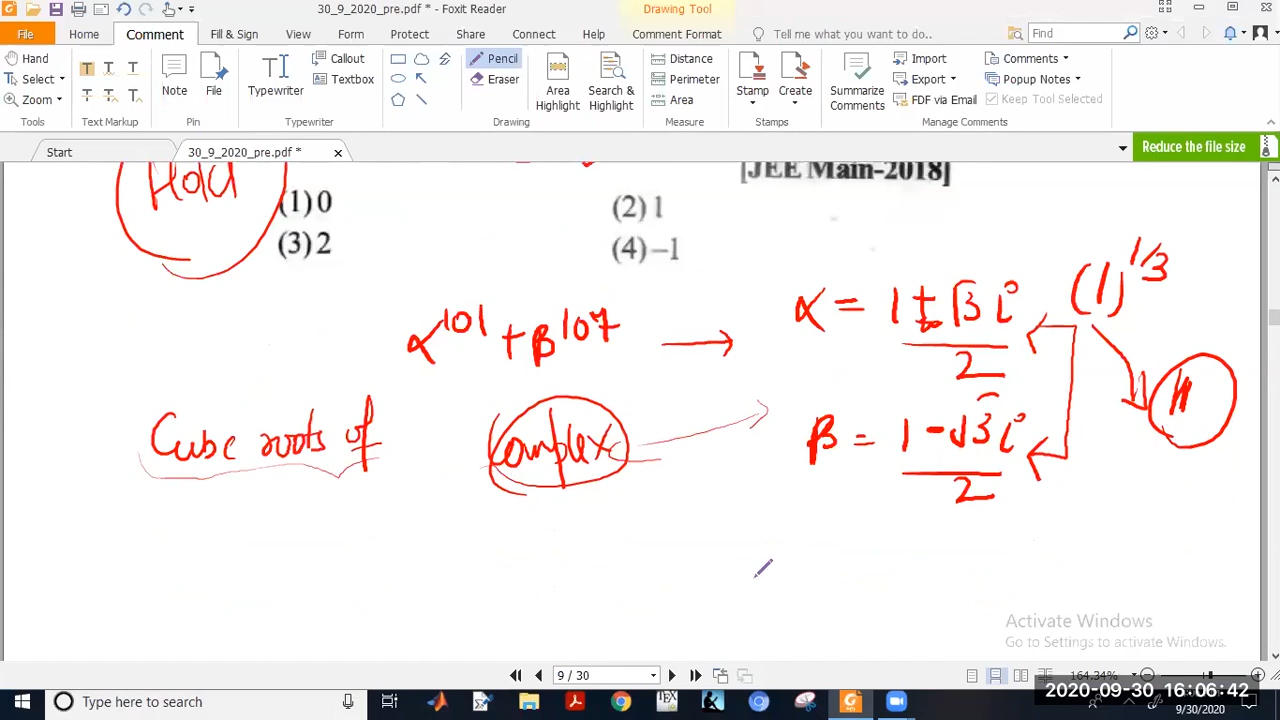 30_9_2020_pre.pdf * - Foxit Reader
Drawing Tool
File Home Comment Fill & Sign View Form Protect Share Connect Help Comment Format Tell me what you want to do.. Find
Hand
Select
Zoom
Tools
Text Markup
Note
File
Pin
Typewriter
Callout
Textbox
Typewriter
Pencil
Eraser
Drawing
Area Highlight
Search & Highlight
Distance
Perimeter
Area
Measure
Stamp
Create
Stamps
Summarize Comments
Import
Export
FDF via Email
Comments
Popup Notes
Keep Tool Selected
Manage Comments
Start 30_9_2020_pre.pdf * Reduce the file size
Hold
[JEE Main-2018]
(1) 0 (2) 1
(3) 2 (4) –1
α^101 + β^107 → α = (1+√3 i)/2 (1)^1/3
Cube roots of complex β = (1-√3 i)/2
Activate Windows
Go to Settings to activate Windows.
9 / 30 164.34%
Type here to search
2020-09-30 16:06:42
9/30/2020